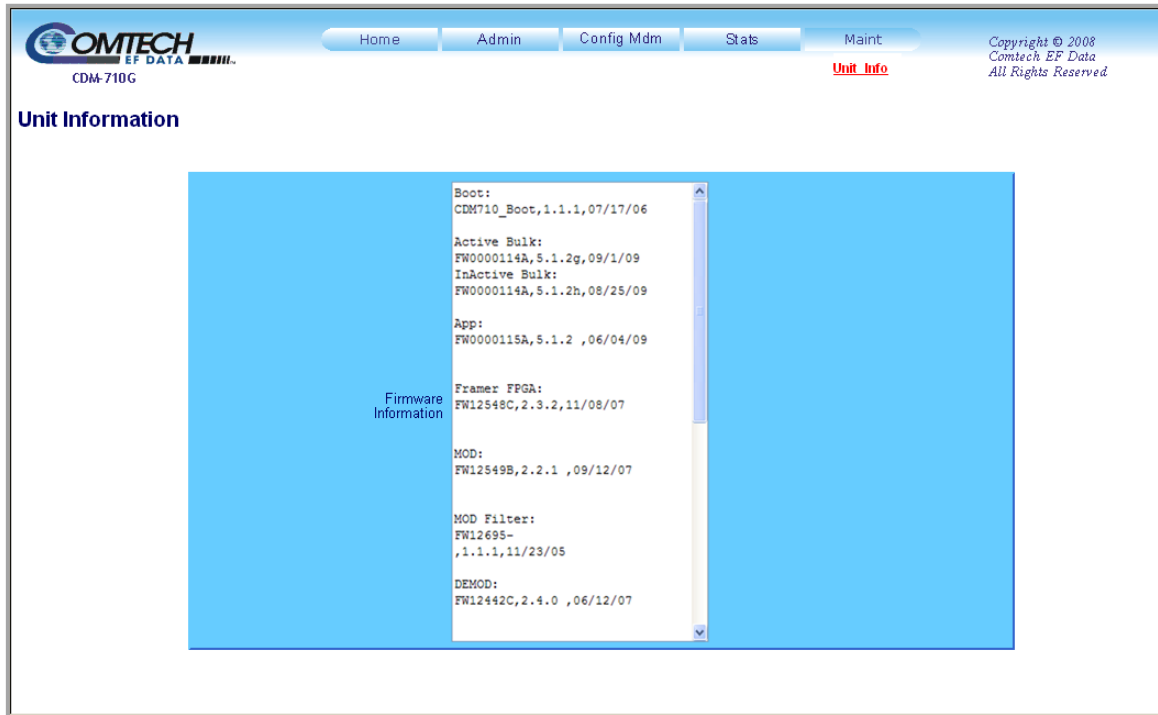 COMTECH
EF DATA
CDM-710G
Home Admin Config Mdm Stats Maint
Unit Info
Copyright © 2008
Comtech EF Data
All Rights Reserved
Unit Information
Firmware
Information
Boot:
CDM710_Boot,1.1.1,07/17/06
Active Bulk:
FW0000114A,5.1.2g,09/1/09
InActive Bulk:
FW0000114A,5.1.2h,08/25/09
App:
FW0000115A,5.1.2 ,06/04/09
Framer FPGA:
FW12548C,2.3.2,11/08/07
MOD:
FW12549B,2.2.1 ,09/12/07
MOD Filter:
FW12695-
,1.1.1,11/23/05
DEMOD:
FW12442C,2.4.0 ,06/12/07